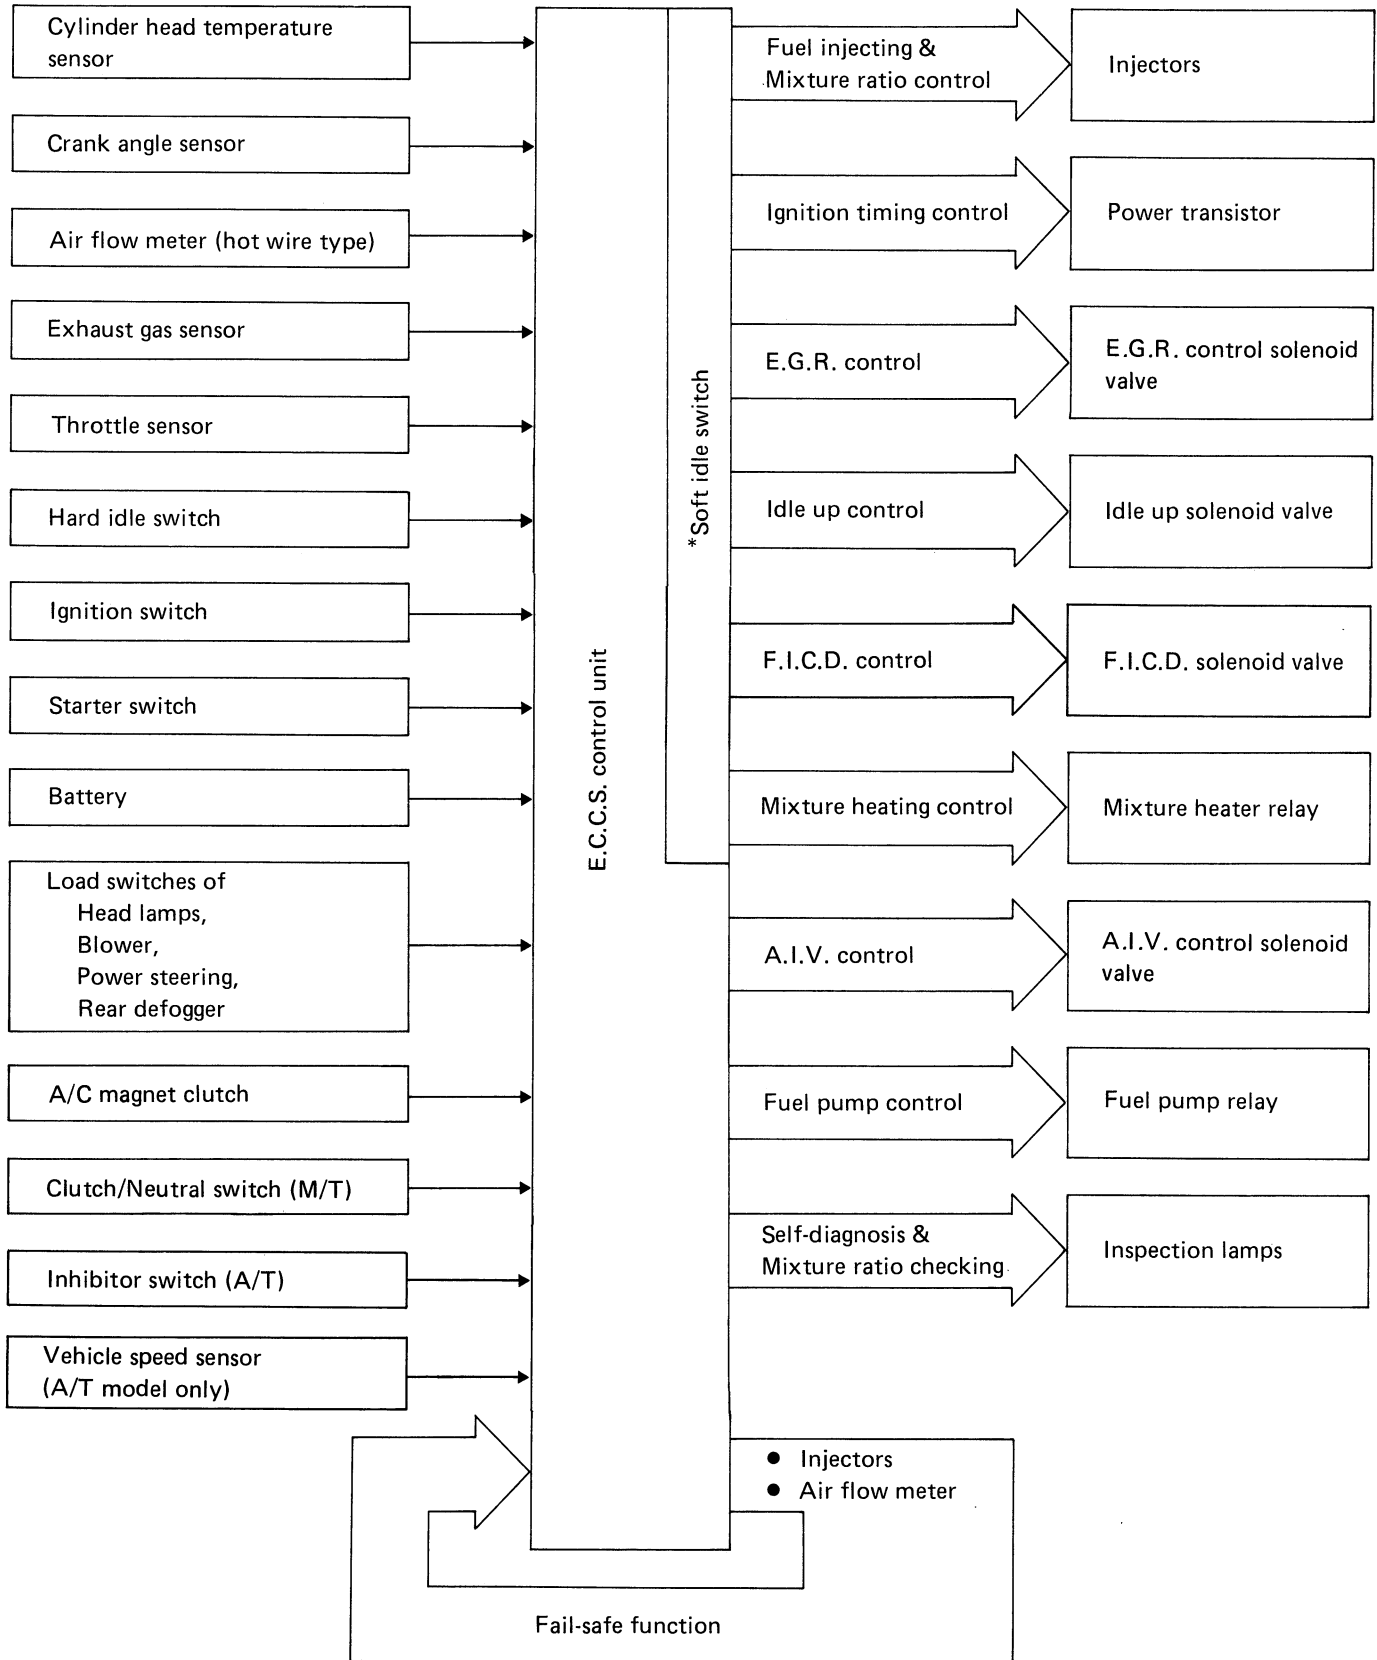 Cylinder head temperature
sensor
Crank angle sensor
Air flow meter (hot wire type)
Exhaust gas sensor
Throttle sensor
Hard idle switch
Ignition switch
Starter switch
Battery
Load switches of
Head lamps,
Blower,
Power steering,
Rear defogger
A/C magnet clutch
Clutch/Neutral switch (M/T)
Inhibitor switch (A/T)
Vehicle speed sensor
(A/T model only)
E.C.C.S. control unit
*Soft idle switch
Fuel injecting &
Mixture ratio control
Injectors
Ignition timing control
Power transistor
E.G.R. control
E.G.R. control solenoid
valve
Idle up control
Idle up solenoid valve
F.I.C.D. control
F.I.C.D. solenoid valve
Mixture heating control
Mixture heater relay
A.I.V. control
A.I.V. control solenoid
valve
Fuel pump control
Fuel pump relay
Self-diagnosis &
Mixture ratio checking
Inspection lamps
● Injectors
● Air flow meter
Fail-safe function